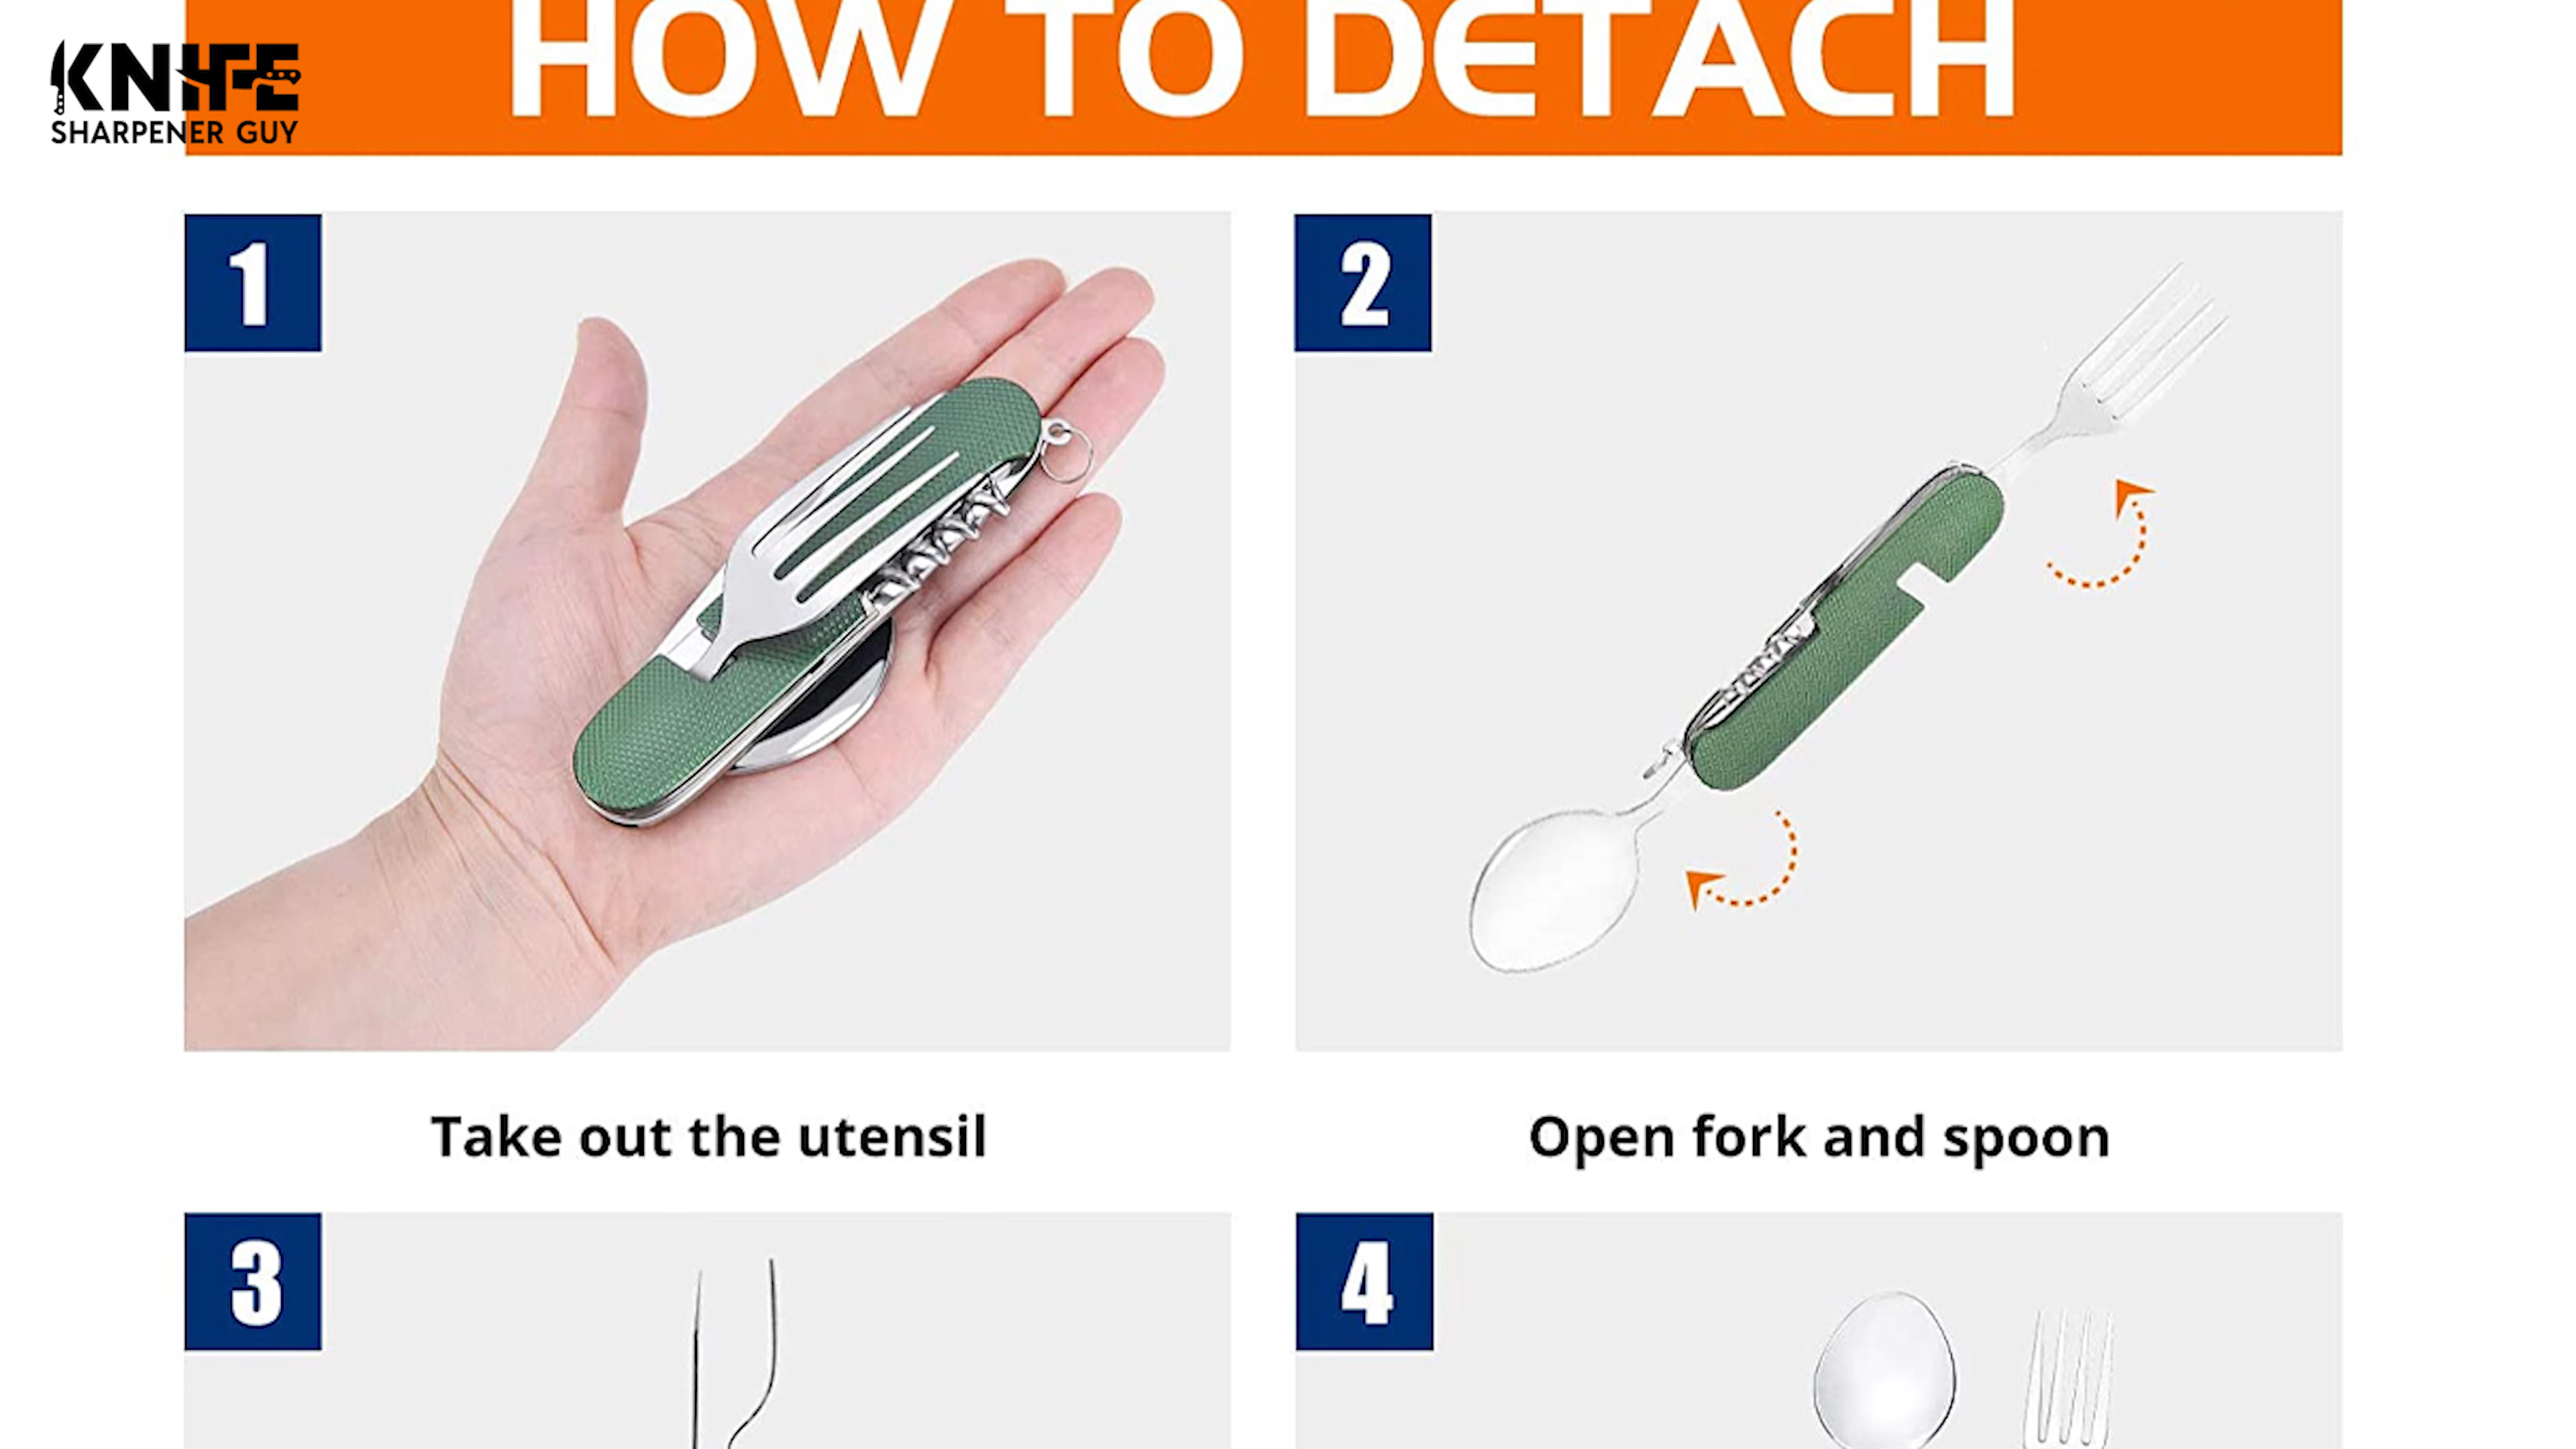 HOW TO DETACH
KNIFE
SHARPENER GUY
1
2
Take out the utensil
Open fork and spoon
3
4